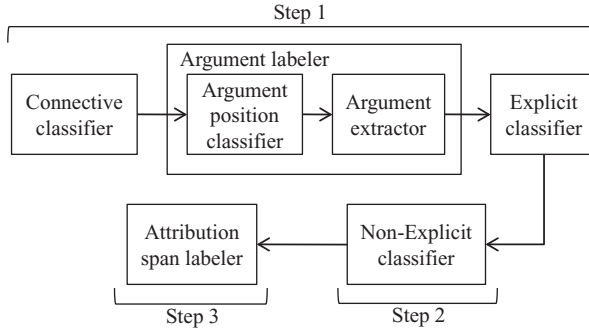 Step 1
Argument labeler
Connective
classifier
Argument
position
classifier
Argument
extractor
Explicit
classifier
Attribution
span labeler
Non-Explicit
classifier
Step 3
Step 2